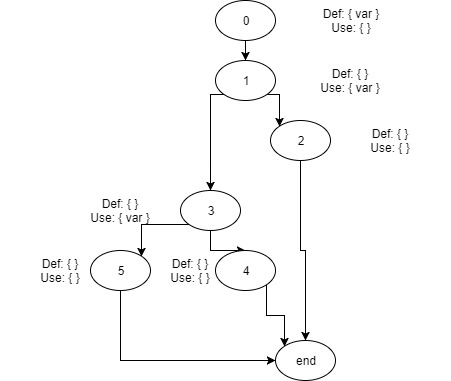 0
Def: { var }
Use: { }
1
Def: { }
Use: { var }
2
Def: { }
Use: { }
3
Def: { }
Use: { var }
5
Def: { }
Use: { }
4
Def: { }
Use: { }
end